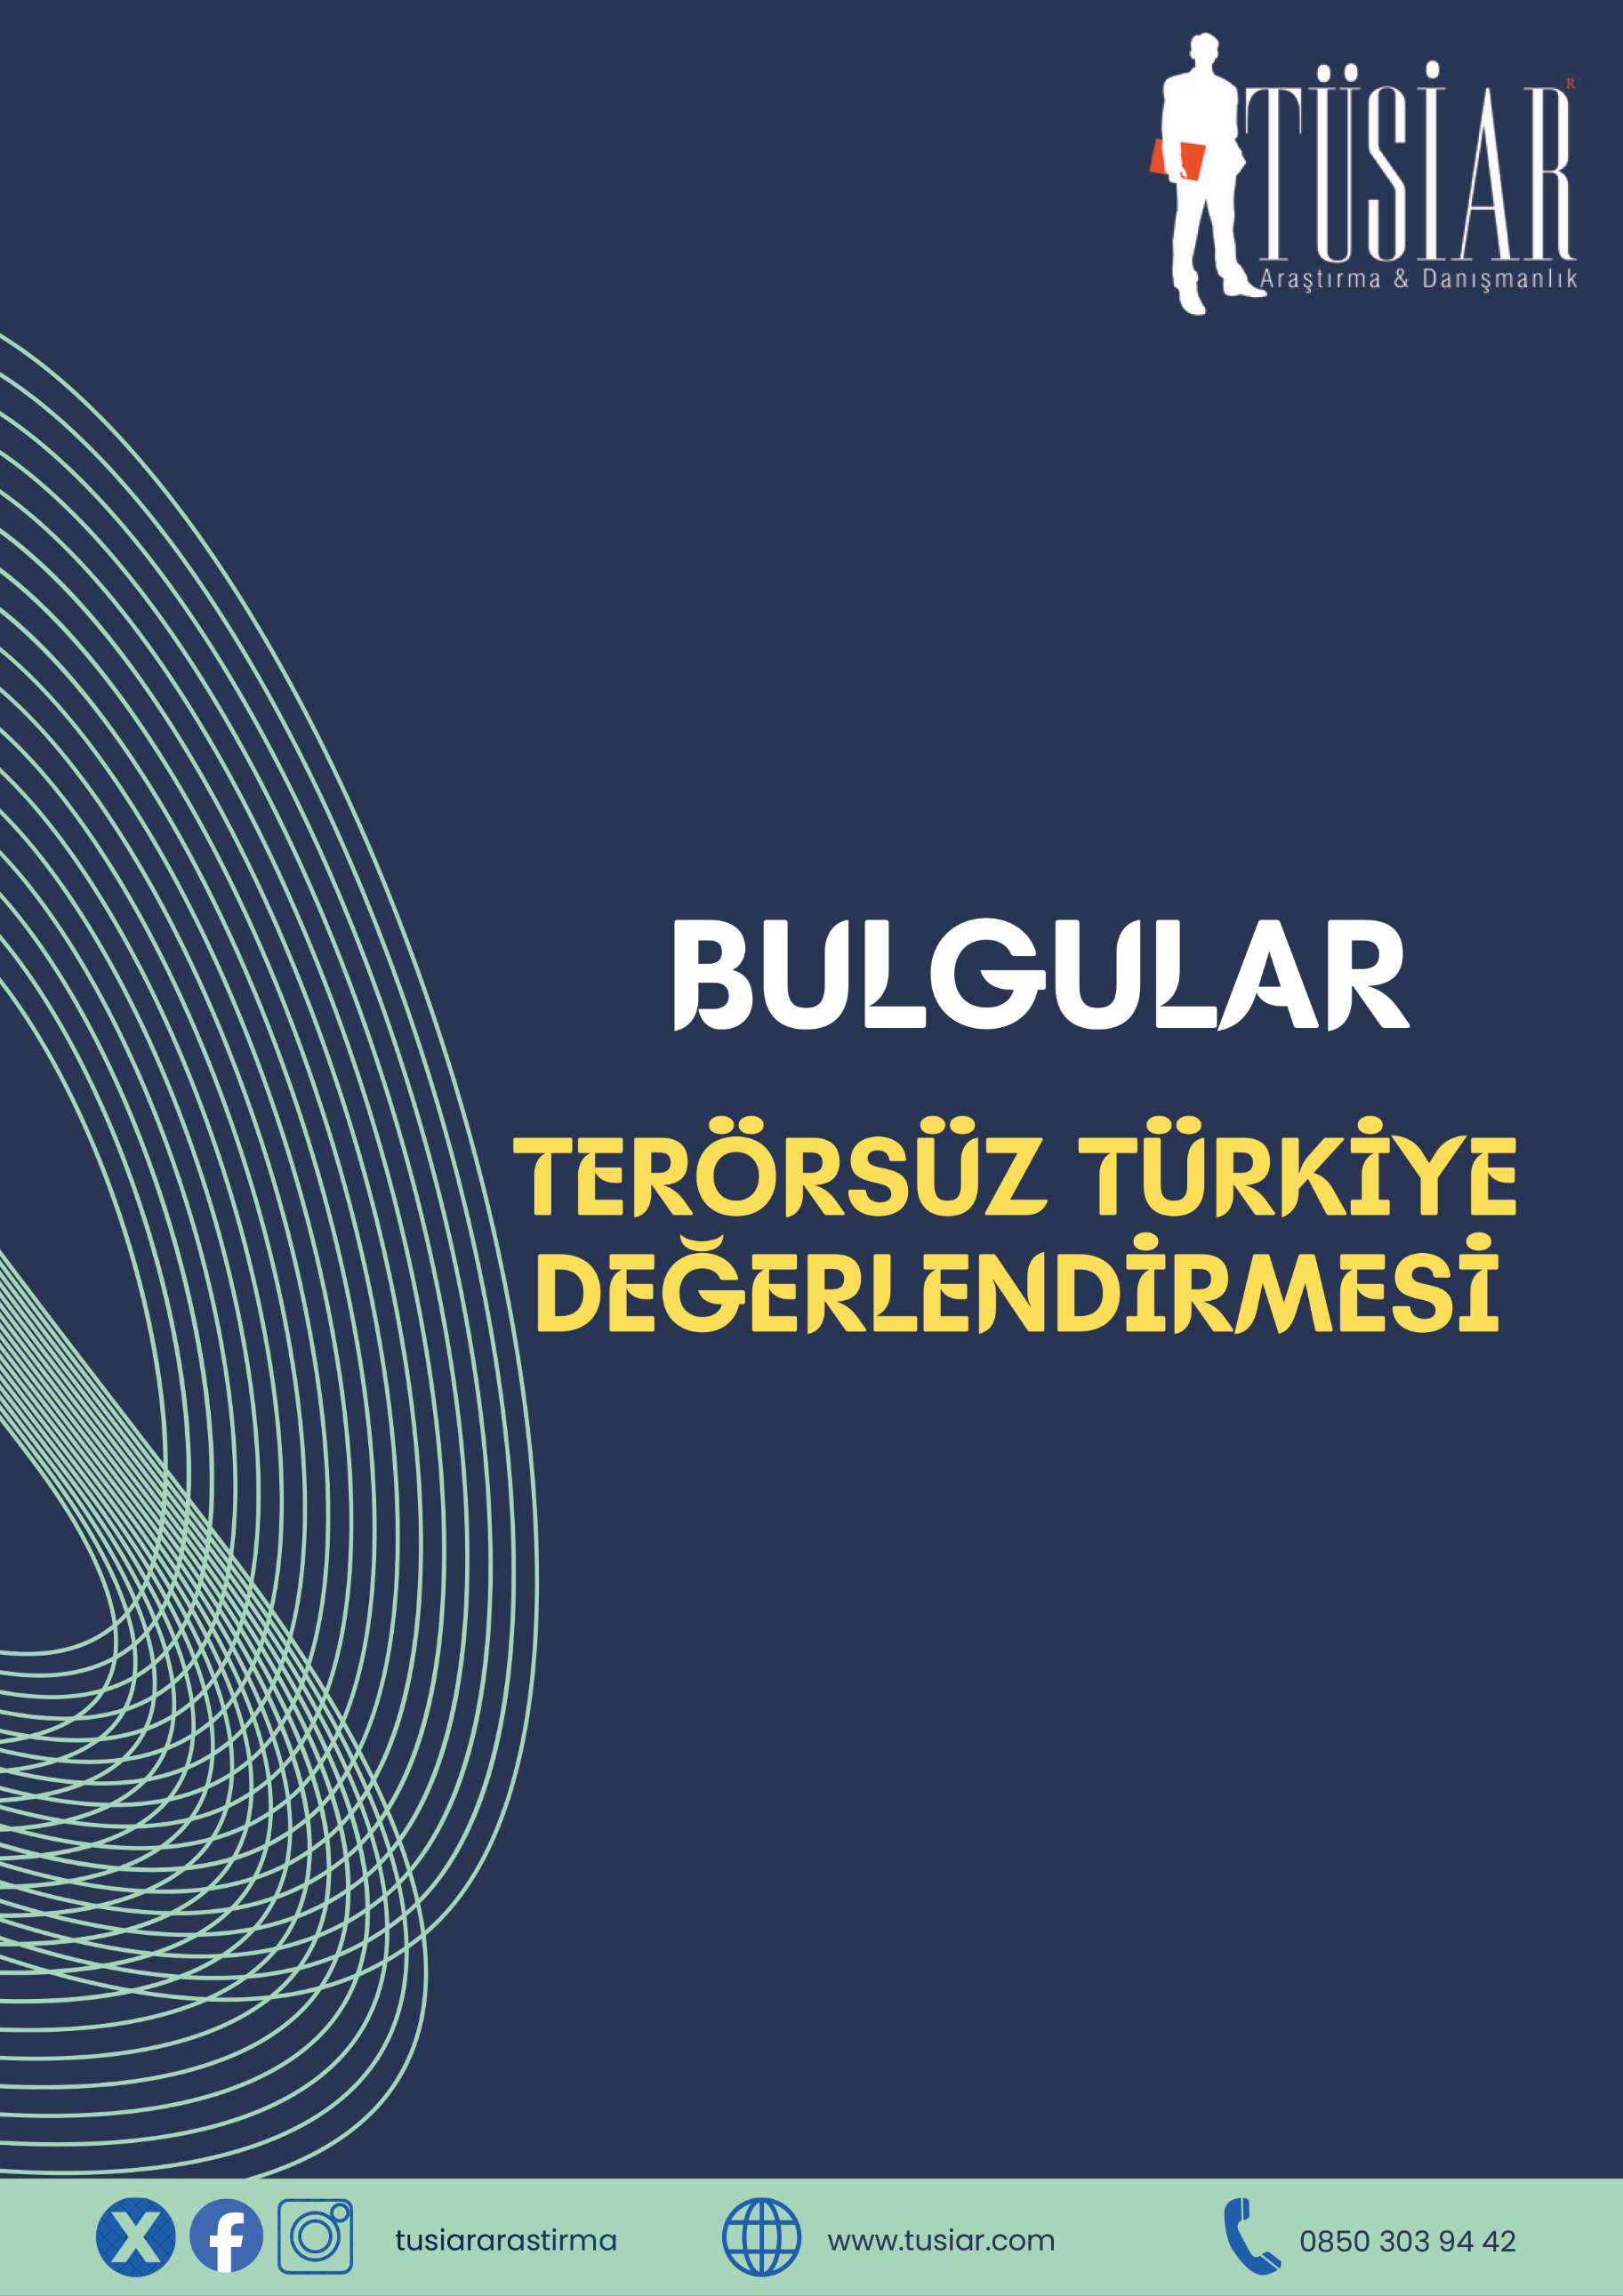 TÜSİAR®
Araştırma & Danışmanlık
BULGULAR
TERÖRSÜZ TÜRKİYE
DEĞERLENDİRMESİ
tusiararastirma
www.tusiar.com
0850 303 94 42